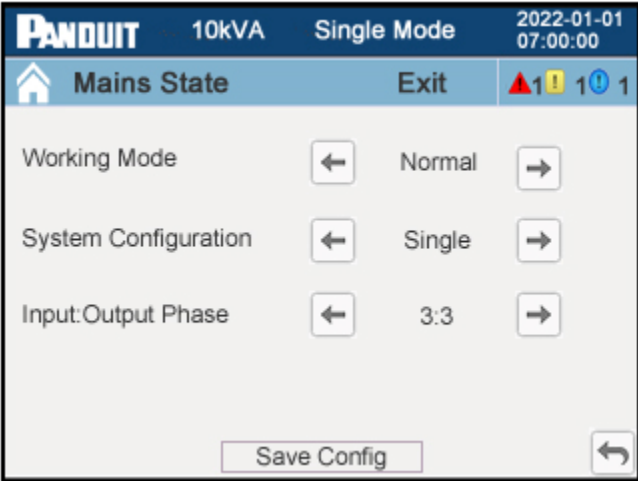 PANDUIT 10kVA Single Mode 2022-01-01
07:00:00
Mains State Exit 1 1 1
Working Mode Normal
System Configuration Single
Input:Output Phase 3:3
Save Config